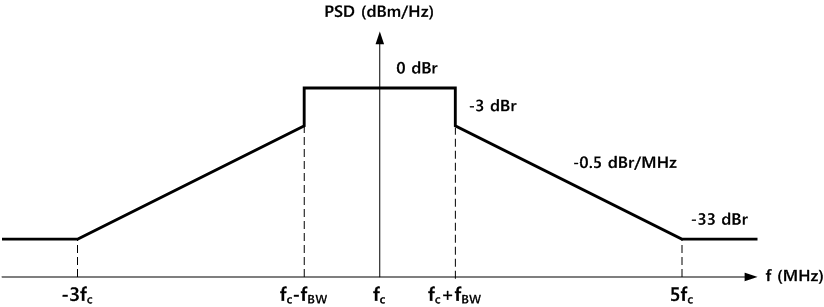 PSD (dBm/Hz)
0 dBr
-3 dBr
-0.5 dBr/MHz
-33 dBr
-3fc
fc-fBW
fc
fc+fBW
5fc
f (MHz)